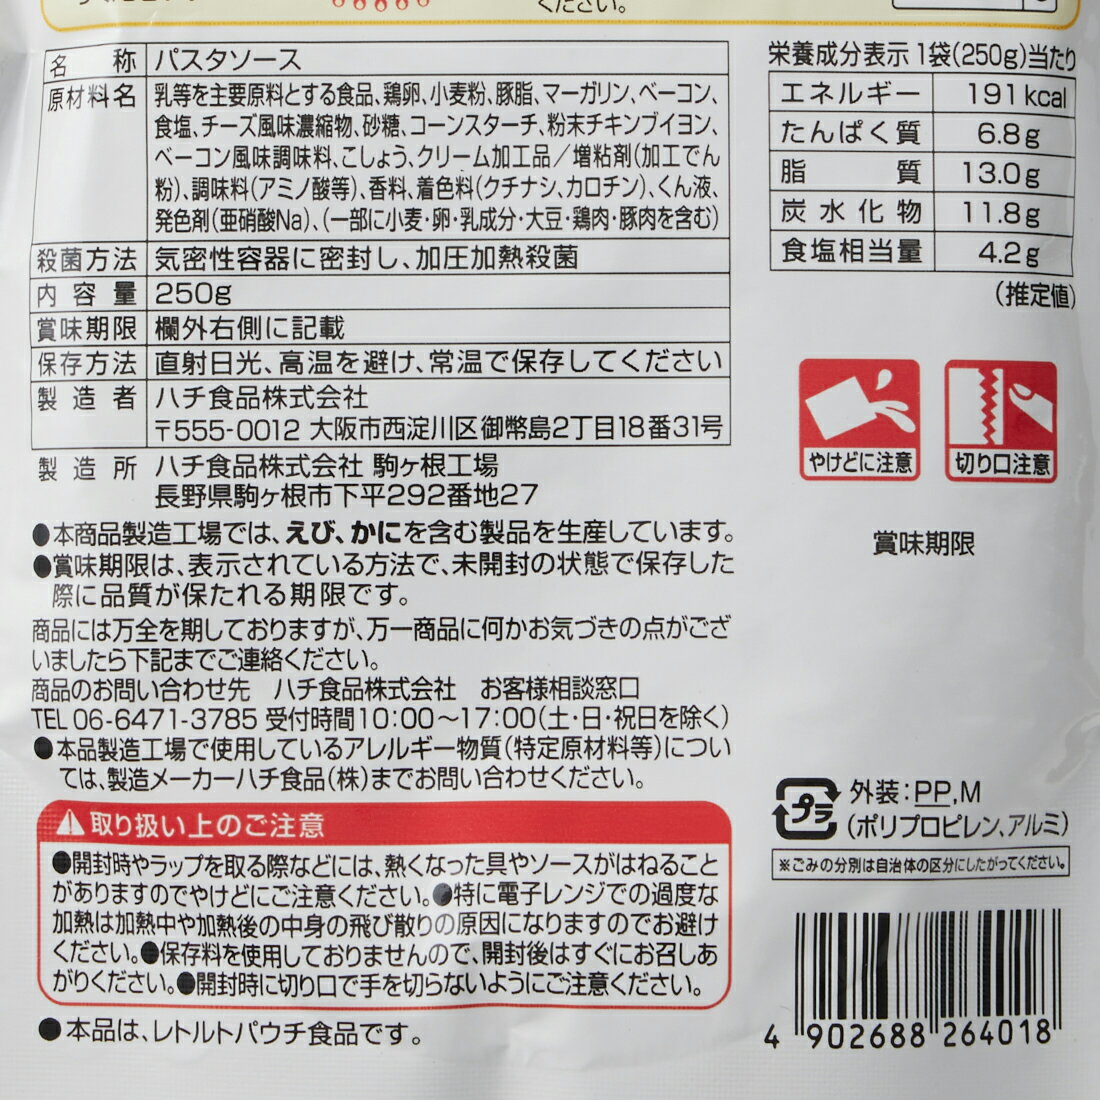 ください。
名称 パスタソース
原材料名 乳等を主要原料とする食品、鶏卵、小麦粉、豚脂、マーガリン、ベーコン、
食塩、チーズ風味濃縮物、砂糖、コーンスターチ、粉末チキンブイヨン、
ベーコン風味調味料、こしょう、クリーム加工品／増粘剤(加工でん
粉)、調味料(アミノ酸等)、香料、着色料(クチナシ、カロチン)、くん液、
発色剤(亜硝酸Na)、(一部に小麦・卵・乳成分・大豆・鶏肉・豚肉を含む)
殺菌方法 気密性容器に密封し、加圧加熱殺菌
内容量 250g
賞味期限 欄外右側に記載
保存方法 直射日光、高温を避け、常温で保存してください
製造者 ハチ食品株式会社
〒555-0012 大阪市西淀川区御幣島2丁目18番31号
製造所 ハチ食品株式会社 駒ヶ根工場
長野県駒ヶ根市下平292番地27
●本商品製造工場では、えび、かにを含む製品を生産しています。
●賞味期限は、表示されている方法で、未開封の状態で保存した
際に品質が保たれる期限です。
商品には万全を期しておりますが、万一商品に何かお気づきの点がござ
いましたら下記までご連絡ください。
商品のお問い合わせ先 ハチ食品株式会社 お客様相談窓口
TEL 06-6471-3785 受付時間10:00〜17:00(土・日・祝日を除く)
●本品製造工場で使用しているアレルギー物質(特定原材料等)につい
ては、製造メーカーハチ食品(株)までお問い合わせください。
取り扱い上のご注意
●開封時やラップを取る際などには、熱くなった具やソースがはねること
がありますのでやけどにご注意ください。●特に電子レンジでの過度な
加熱は加熱中や加熱後の中身の飛び散りの原因になりますのでお避け
ください。●保存料を使用しておりませんので、開封後はすぐにお召しあ
がりください。●開封時に切り口で手を切らないようにご注意ください。
●本品は、レトルトパウチ食品です。
栄養成分表示 1袋(250g)当たり
エネルギー 191kcal
たんぱく質 6.8g
脂質 13.0g
炭水化物 11.8g
食塩相当量 4.2g
(推定値)
やけどに注意
切り口注意
賞味期限
プラ
外装:PP,M
(ポリプロピレン、アルミ)
※ごみの分別は自治体の区分にしたがってください。
4 902688 264018